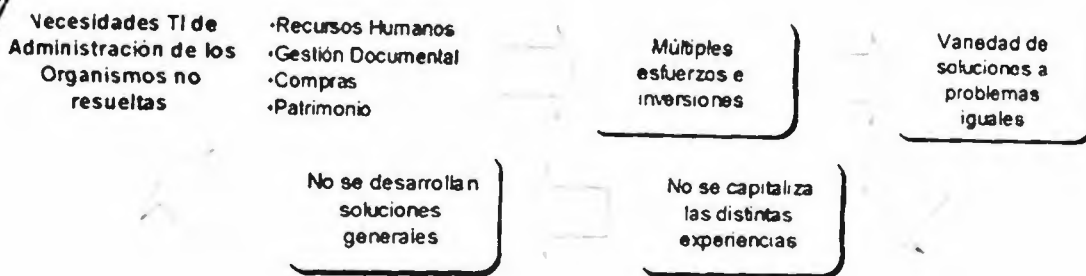 Necesidades TI de
Administración de los
Organismos no
resueltas
•Recursos Humanos
•Gestión Documental
•Compras
•Patrimonio
Múltiples
esfuerzos e
inversiones
Variedad de
soluciones a
problemas
iguales
No se desarrollan
soluciones
generales
No se capitaliza
las distintas
experiencias